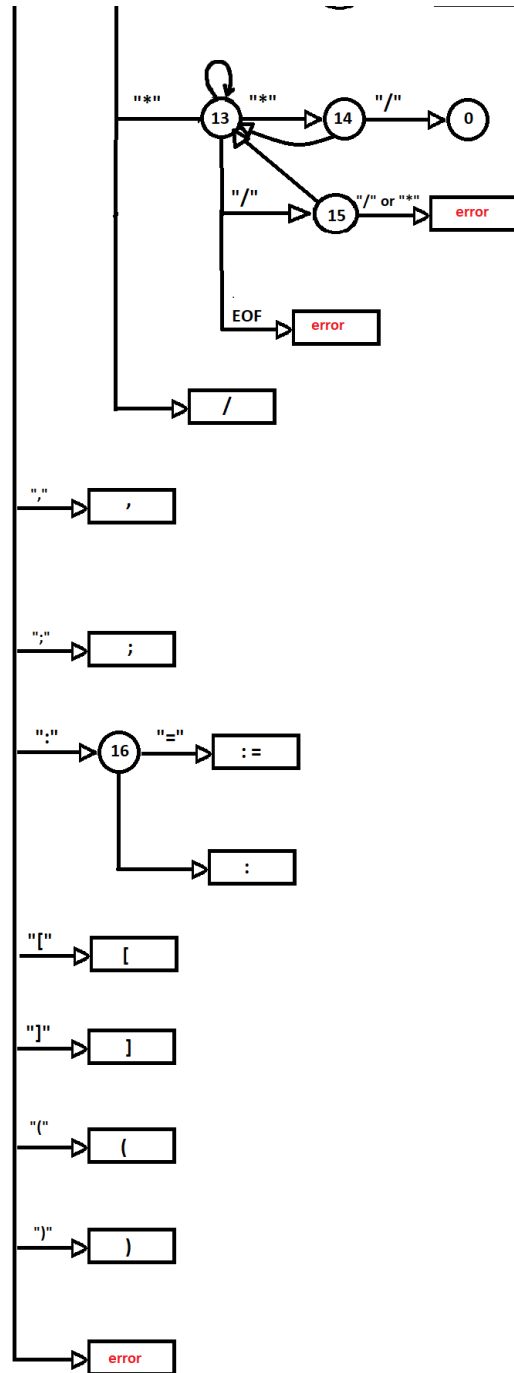 "*" 13 "*" 14 "/" 0
"/" 15 "/" or "*" error
EOF error
/
"," ,
";" ;
":" 16 "=" :=
:
"[" [
"]" ]
"(" (
")" )
error